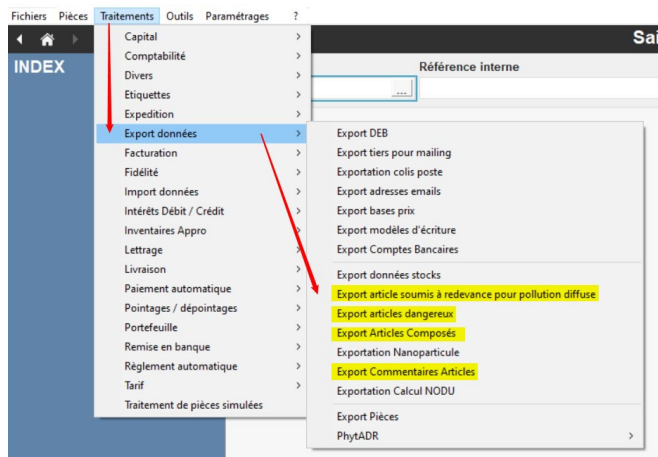 Fichiers Pièces Traitements Outils Paramétrages ?
Sai
INDEX
Référence interne
...
Capital
Comptabilité
Divers
Etiquettes
Expedition
Export données
Facturation
Fidélité
Import données
Intérêts Débit / Crédit
Inventaires Appro
Lettrage
Livraison
Paiement automatique
Pointages / dépointages
Portefeuille
Remise en banque
Règlement automatique
Tarif
Traitement de pièces simulées
Export DEB
Export tiers pour mailing
Exportation colis poste
Export adresses emails
Export bases prix
Export modèles d'écriture
Export Comptes Bancaires
Export données stocks
Export article soumis à redevance pour pollution diffuse
Export articles dangereux
Export Articles Composés
Exportation Nanoparticule
Export Commentaires Articles
Exportation Calcul NODU
Export Pièces
PhytADR